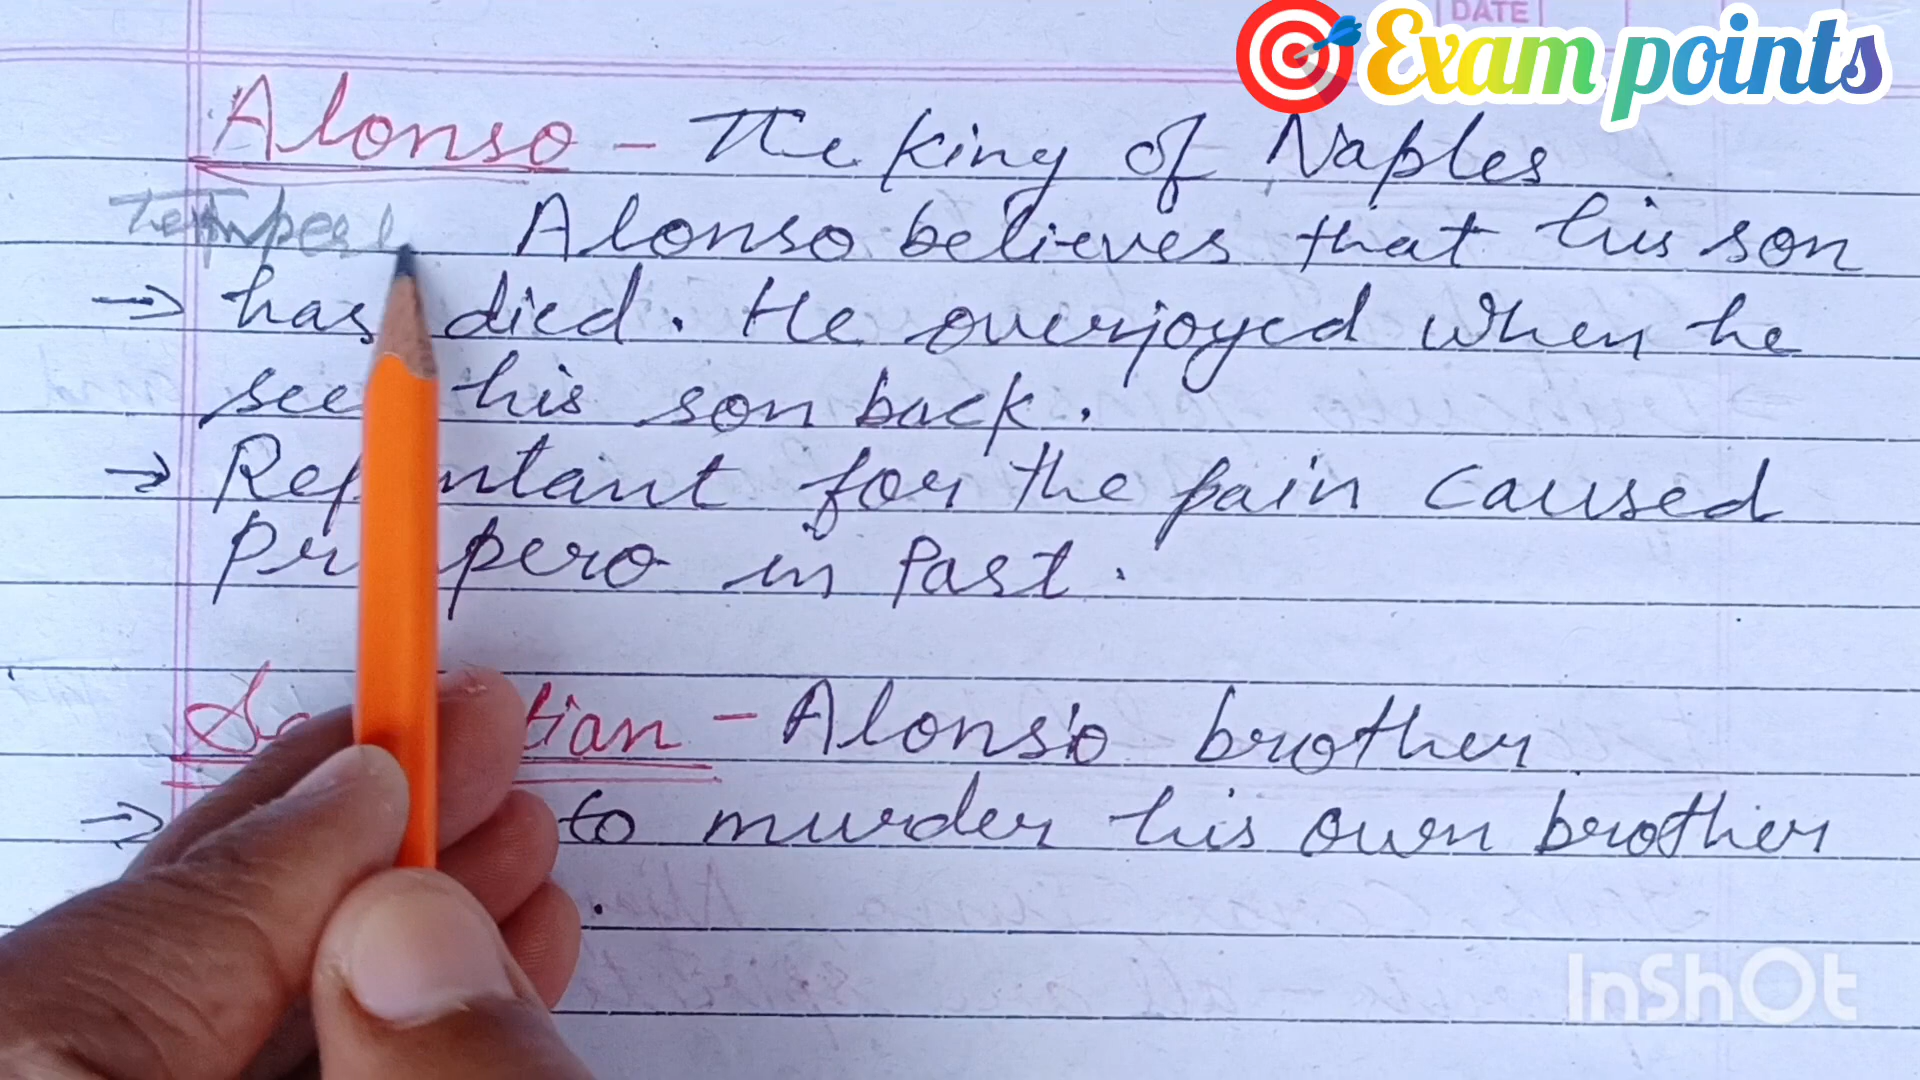 DATE
Exam points
Alonso - The King of Naples
Tempest Alonso believes that his son
→ has died. He overjoyed when he
see his son back.
→ Rep ntant for the pain caused
Pr pero in Past.
Se tian - Alonso brother
→ to murder his own brother
.
InShOt